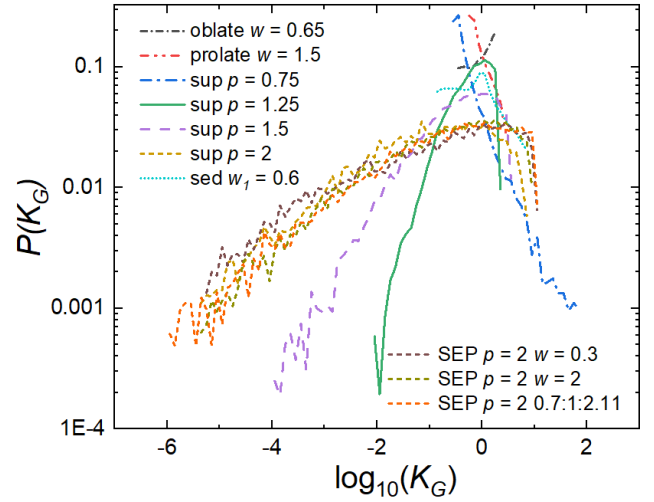 oblate w = 0.65
prolate w = 1.5
sup p = 0.75
sup p = 1.25
sup p = 1.5
sup p = 2
sed w₁ = 0.6
SEP p = 2 w = 0.3
SEP p = 2 w = 2
SEP p = 2 0.7:1:2.11
P(K_G)
0.1
0.01
0.001
1E-4
-6 -4 -2 0 2
log₁₀(K_G)